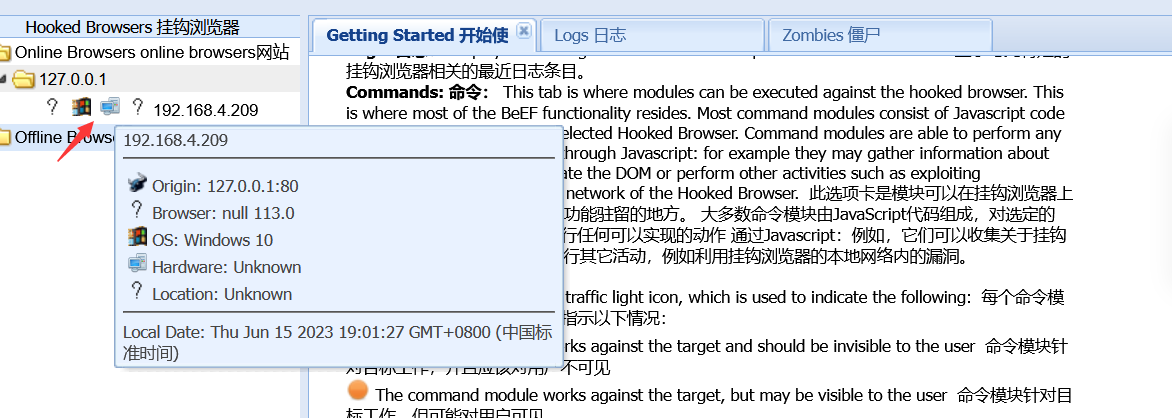 Hooked Browsers 挂钩浏览器
Getting Started 开始使
Logs 日志
Zombies 僵尸
Online Browsers online browsers网站
127.0.0.1
192.168.4.209
Offline Brow
挂钩浏览器相关的最近日志条目。
Commands: 命令： This tab is where modules can be executed against the hooked browser. This
is where most of the BeEF functionality resides. Most command modules consist of Javascript code
elected Hooked Browser. Command modules are able to perform any
through Javascript: for example they may gather information about
ate the DOM or perform other activities such as exploiting
network of the Hooked Browser. 此选项卡是模块可以在挂钩浏览器上
功能驻留的地方。 大多数命令模块由JavaScript代码组成，对选定的
行任何可以实现的动作 通过Javascript：例如，它们可以收集关于挂钩
行其它活动，例如利用挂钩浏览器的本地网络内的漏洞。
traffic light icon, which is used to indicate the following: 每个命令模
指示以下情况：
rks against the target and should be invisible to the user 命令模块针
对目标工作，并且应该对用户不可见
The command module works against the target, but may be visible to the user 命令模块针对目
标工作，但可能对用户可见
192.168.4.209
Origin: 127.0.0.1:80
Browser: null 113.0
OS: Windows 10
Hardware: Unknown
Location: Unknown
Local Date: Thu Jun 15 2023 19:01:27 GMT+0800 (中国标
准时间)